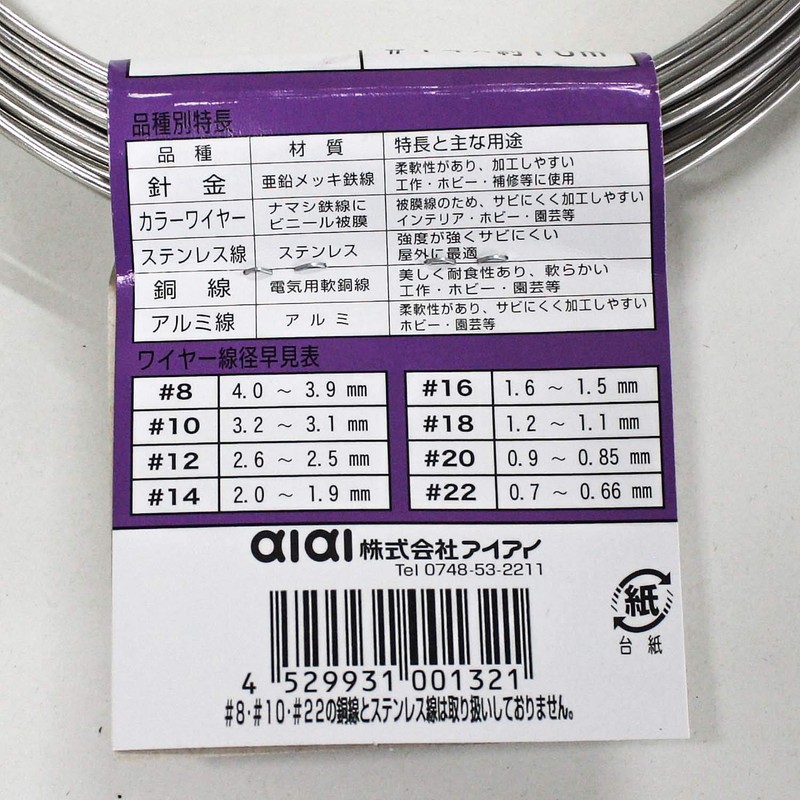 品種別特長
品種 材質 特長と主な用途
針金 亜鉛メッキ鉄線 柔軟性があり、加工しやすい
工作・ホビー・補修等に使用
カラーワイヤー ナマシ鉄線に
ビニール被膜 被膜線のため、サビにくく加工しやすい
インテリア・ホビー・園芸等
ステンレス線 ステンレス 強度が強くサビにくい
屋外に最適
銅線 電気用軟銅線 美しく耐食性あり、軟らかい
工作・ホビー・園芸等
アルミ線 アルミ 柔軟性があり、サビにくく加工しやすい
ホビー・園芸等
ワイヤー線径早見表
#8 4.0 ~ 3.9 mm #16 1.6 ~ 1.5 mm
#10 3.2 ~ 3.1 mm #18 1.2 ~ 1.1 mm
#12 2.6 ~ 2.5 mm #20 0.9 ~ 0.85 mm
#14 2.0 ~ 1.9 mm #22 0.7 ~ 0.66 mm
aiai 株式会社アイアイ
Tel 0748-53-2211
紙
台紙
4 529931 001321
#8・#10・#22の銅線とステンレス線は取り扱いしておりません。